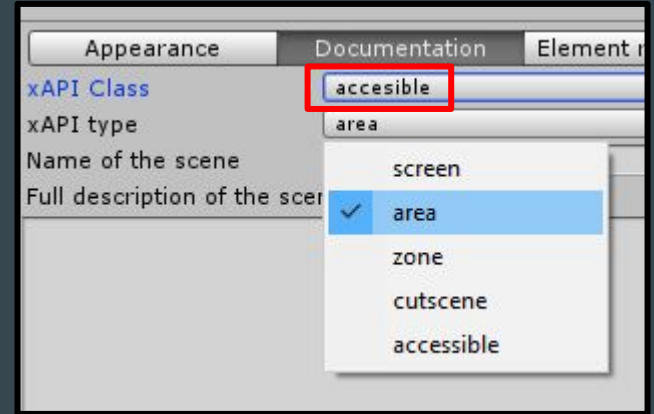 Appearance Documentation Element
xAPI Class accesible
xAPI type area
Name of the scene
screen
Full description of the
area
zone
cutscene
accessible